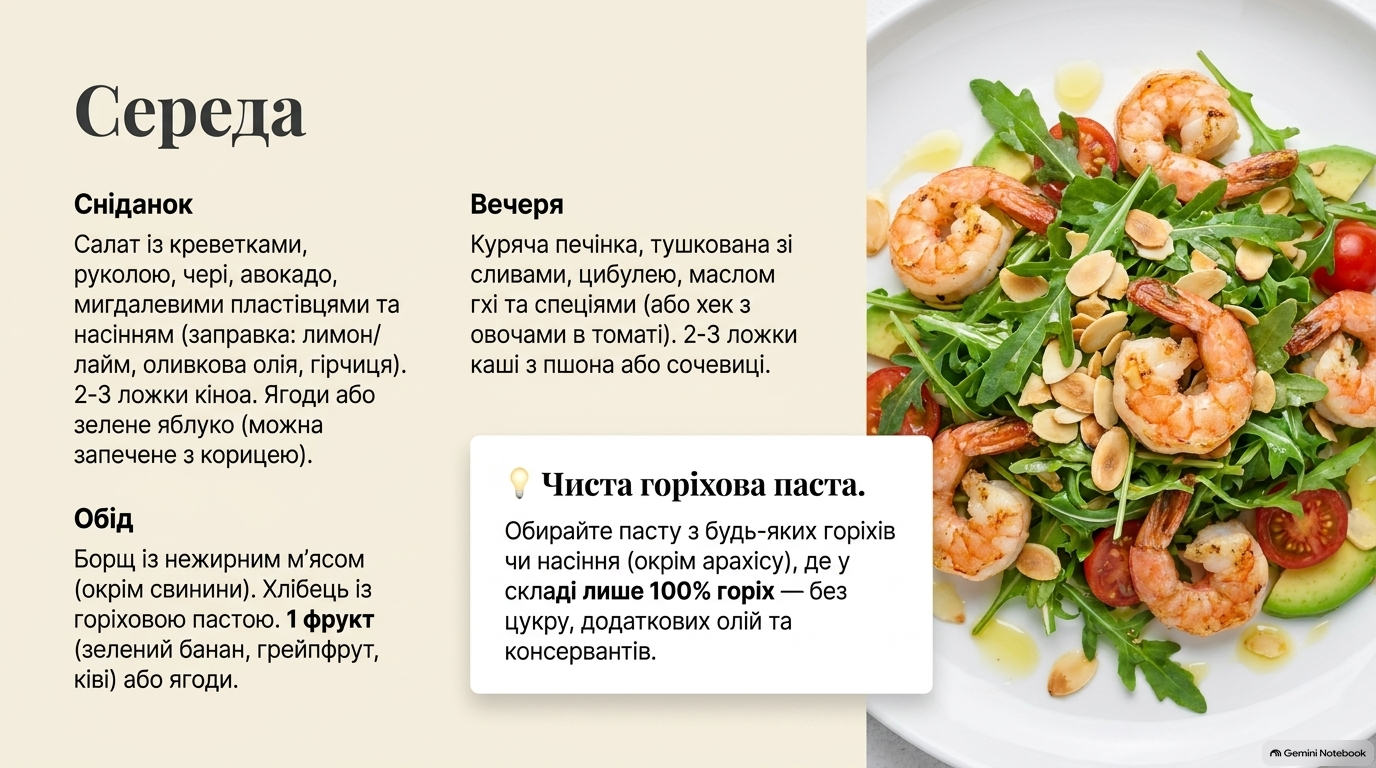 Середа
Сніданок
Салат із креветками,
руколою, чері, авокадо,
мигдалевими пластівцями та
насінням (заправка: лимон/
лайм, оливкова олія, гірчиця).
2-3 ложки кіноа. Ягоди або
зелене яблуко (можна
запечене з корицею).
Обід
Борщ із нежирним м’ясом
(окрім свинини). Хлібець із
горіховою пастою. 1 фрукт
(зелений банан, грейпфрут,
ківі) або ягоди.
Вечеря
Куряча печінка, тушкована зі
сливами, цибулею, маслом
гхі та спеціями (або хек з
овочами в томаті). 2-3 ложки
каші з пшона або сочевиці.
💡 Чиста горіхова паста.
Обирайте пасту з будь-яких горіхів
чи насіння (окрім арахісу), де у
складі лише 100% горіх — без
цукру, додаткових олій та
консервантів.
Gemini Notebook